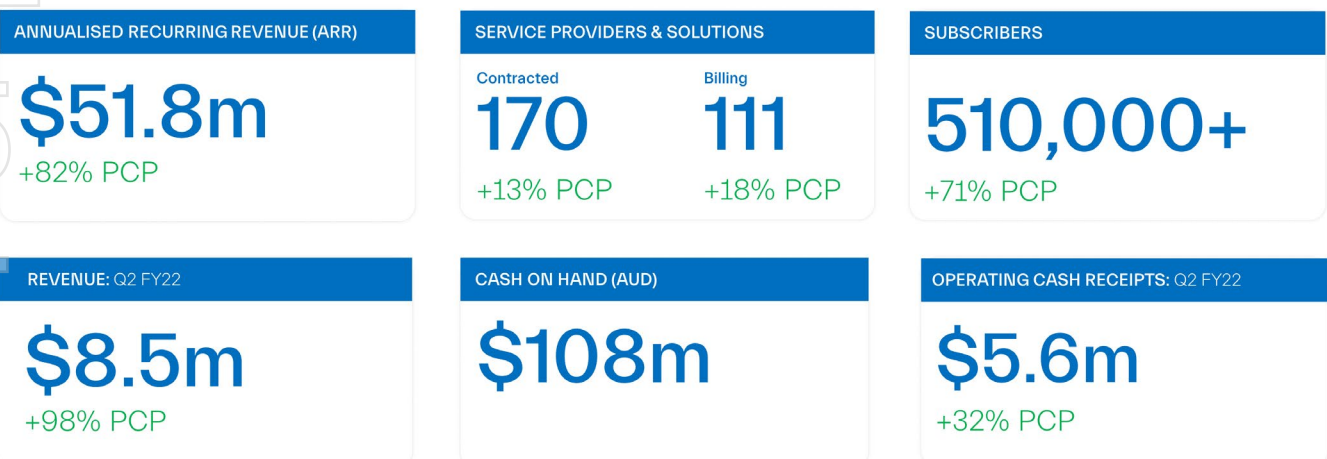 ANNUALISED RECURRING REVENUE (ARR)
$51.8m
+82% PCP
SERVICE PROVIDERS & SOLUTIONS
Contracted
170
+13% PCP
Billing
111
+18% PCP
SUBSCRIBERS
510,000+
+71% PCP
REVENUE: Q2 FY22
$8.5m
+98% PCP
CASH ON HAND (AUD)
$108m
OPERATING CASH RECEIPTS: Q2 FY22
$5.6m
+32% PCP